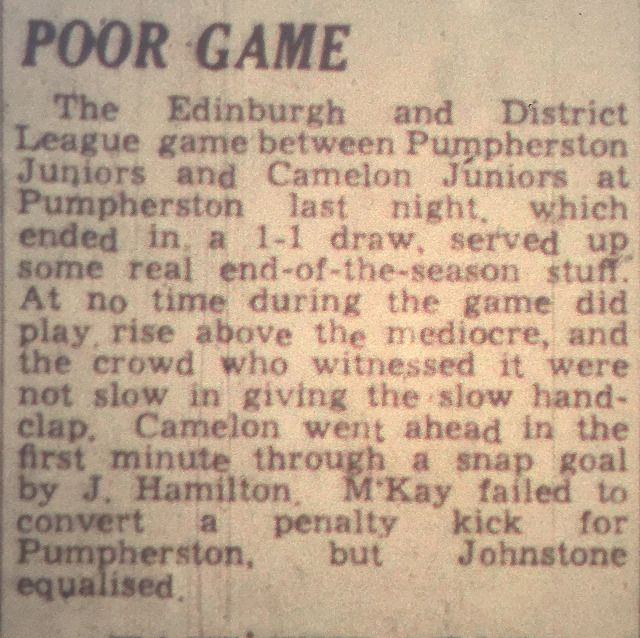 POOR GAME
The Edinburgh and District
League game between Pumpherston
Juniors and Camelon Juniors at
Pumpherston last night, which
ended in a 1-1 draw, served up
some real end-of-the-season stuff.
At no time during the game did
play rise above the mediocre, and
the crowd who witnessed it were
not slow in giving the slow hand-
clap. Camelon went ahead in the
first minute through a snap goal
by J. Hamilton. M'Kay failed to
convert a penalty kick for
Pumpherston, but Johnstone
equalised.